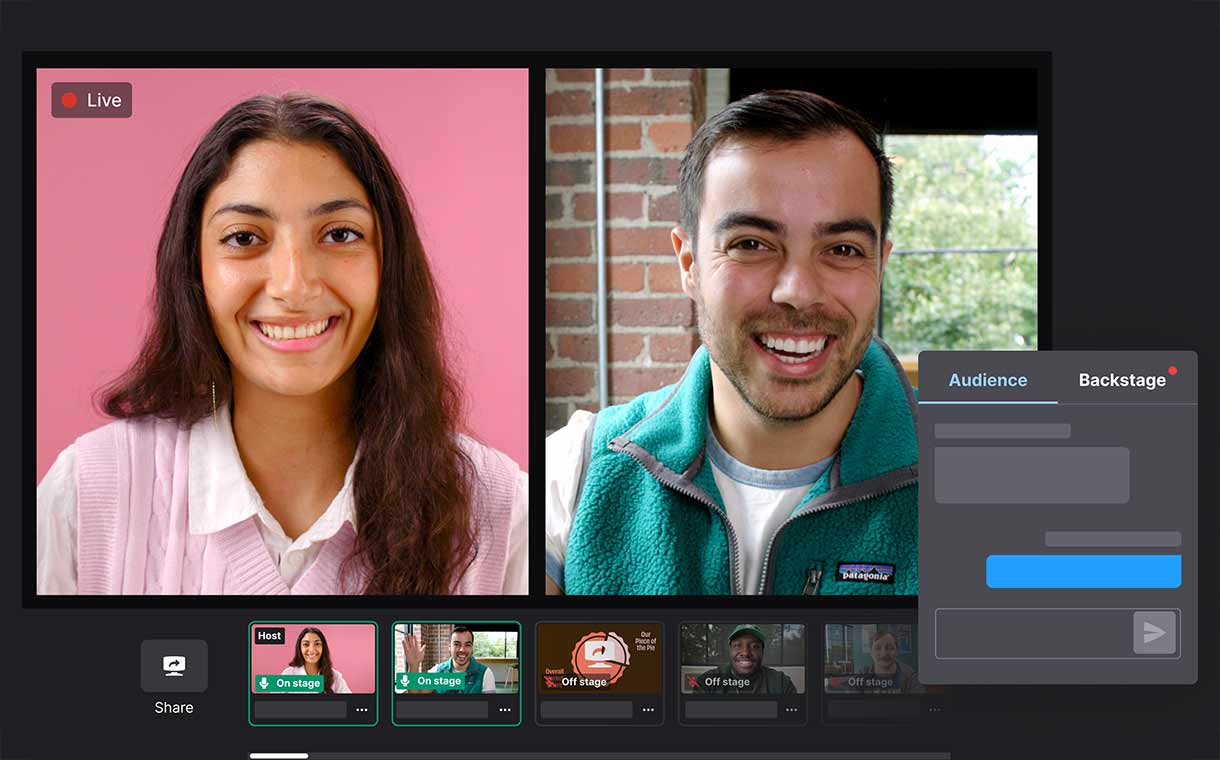 Live
Audience
Backstage
patagonia
Share
Host
On stage
On stage
Our
Piece of
the Pie
Overall
Off stage
Off stage
Off stage